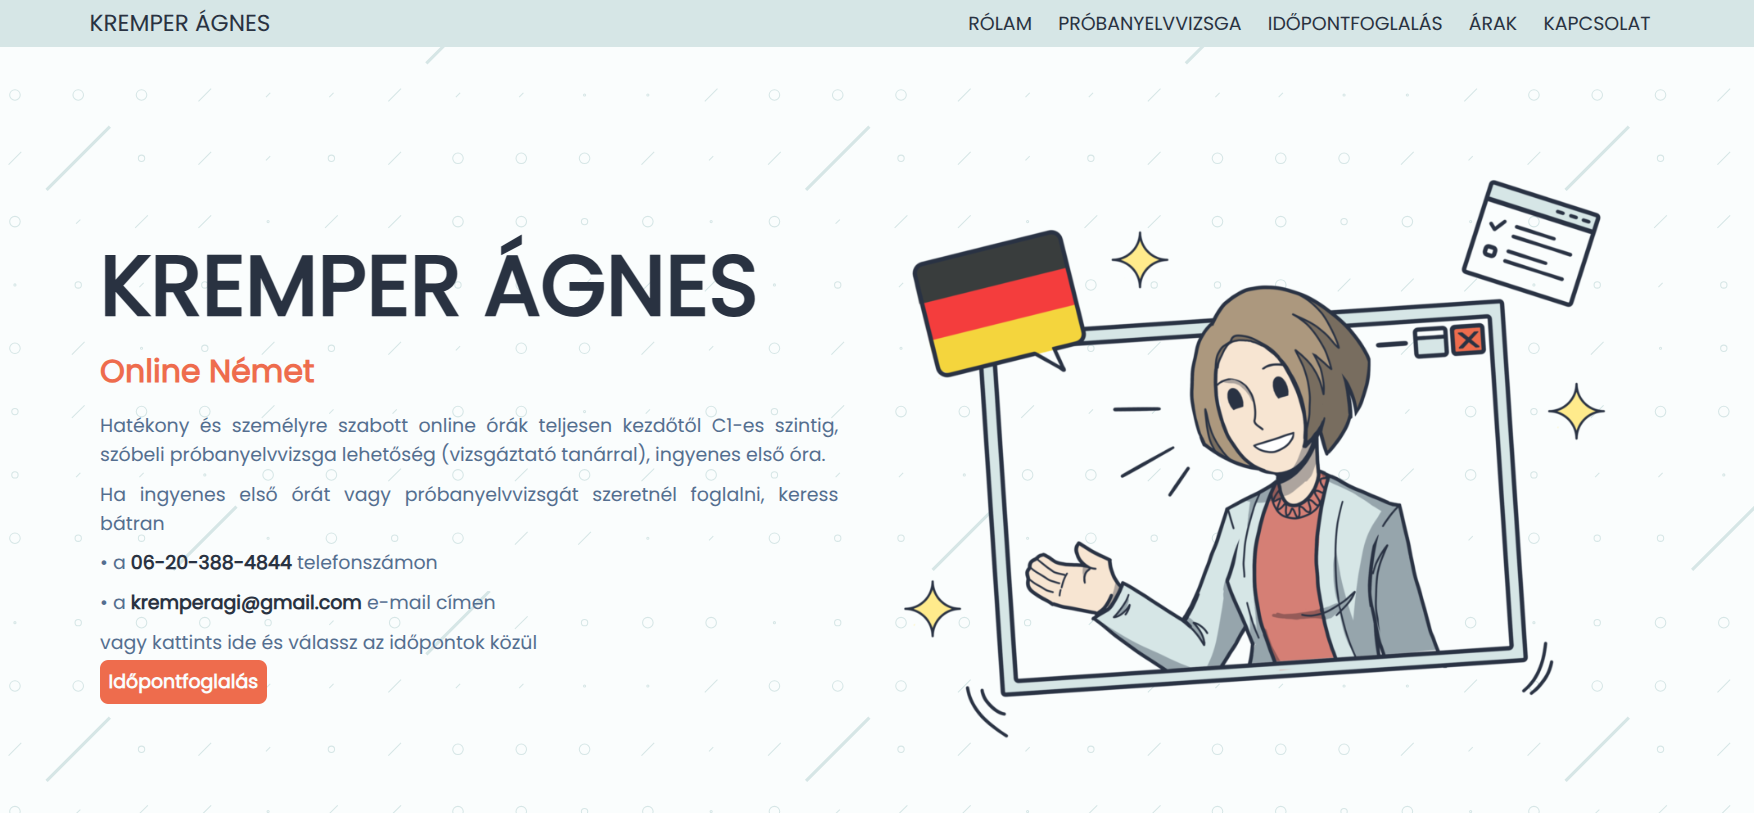 KREMPER ÁGNES
RÓLAM PRÓBANYELVVIZSGA IDŐPONTFOGLALÁS ÁRAK KAPCSOLAT
KREMPER ÁGNES
Online Német
Hatékony és személyre szabott online órák teljesen kezdőtől C1-es szintig,
szóbeli próbanyelvvizsga lehetőség (vizsgáztató tanárral), ingyenes első óra.
Ha ingyenes első órát vagy próbanyelvvizsgát szeretnél foglalni, keress
bátran
• a 06-20-388-4844 telefonszámon
• a kremperagi@gmail.com e-mail címen
vagy kattints ide és válassz az időpontok közül
Időpontfoglalás